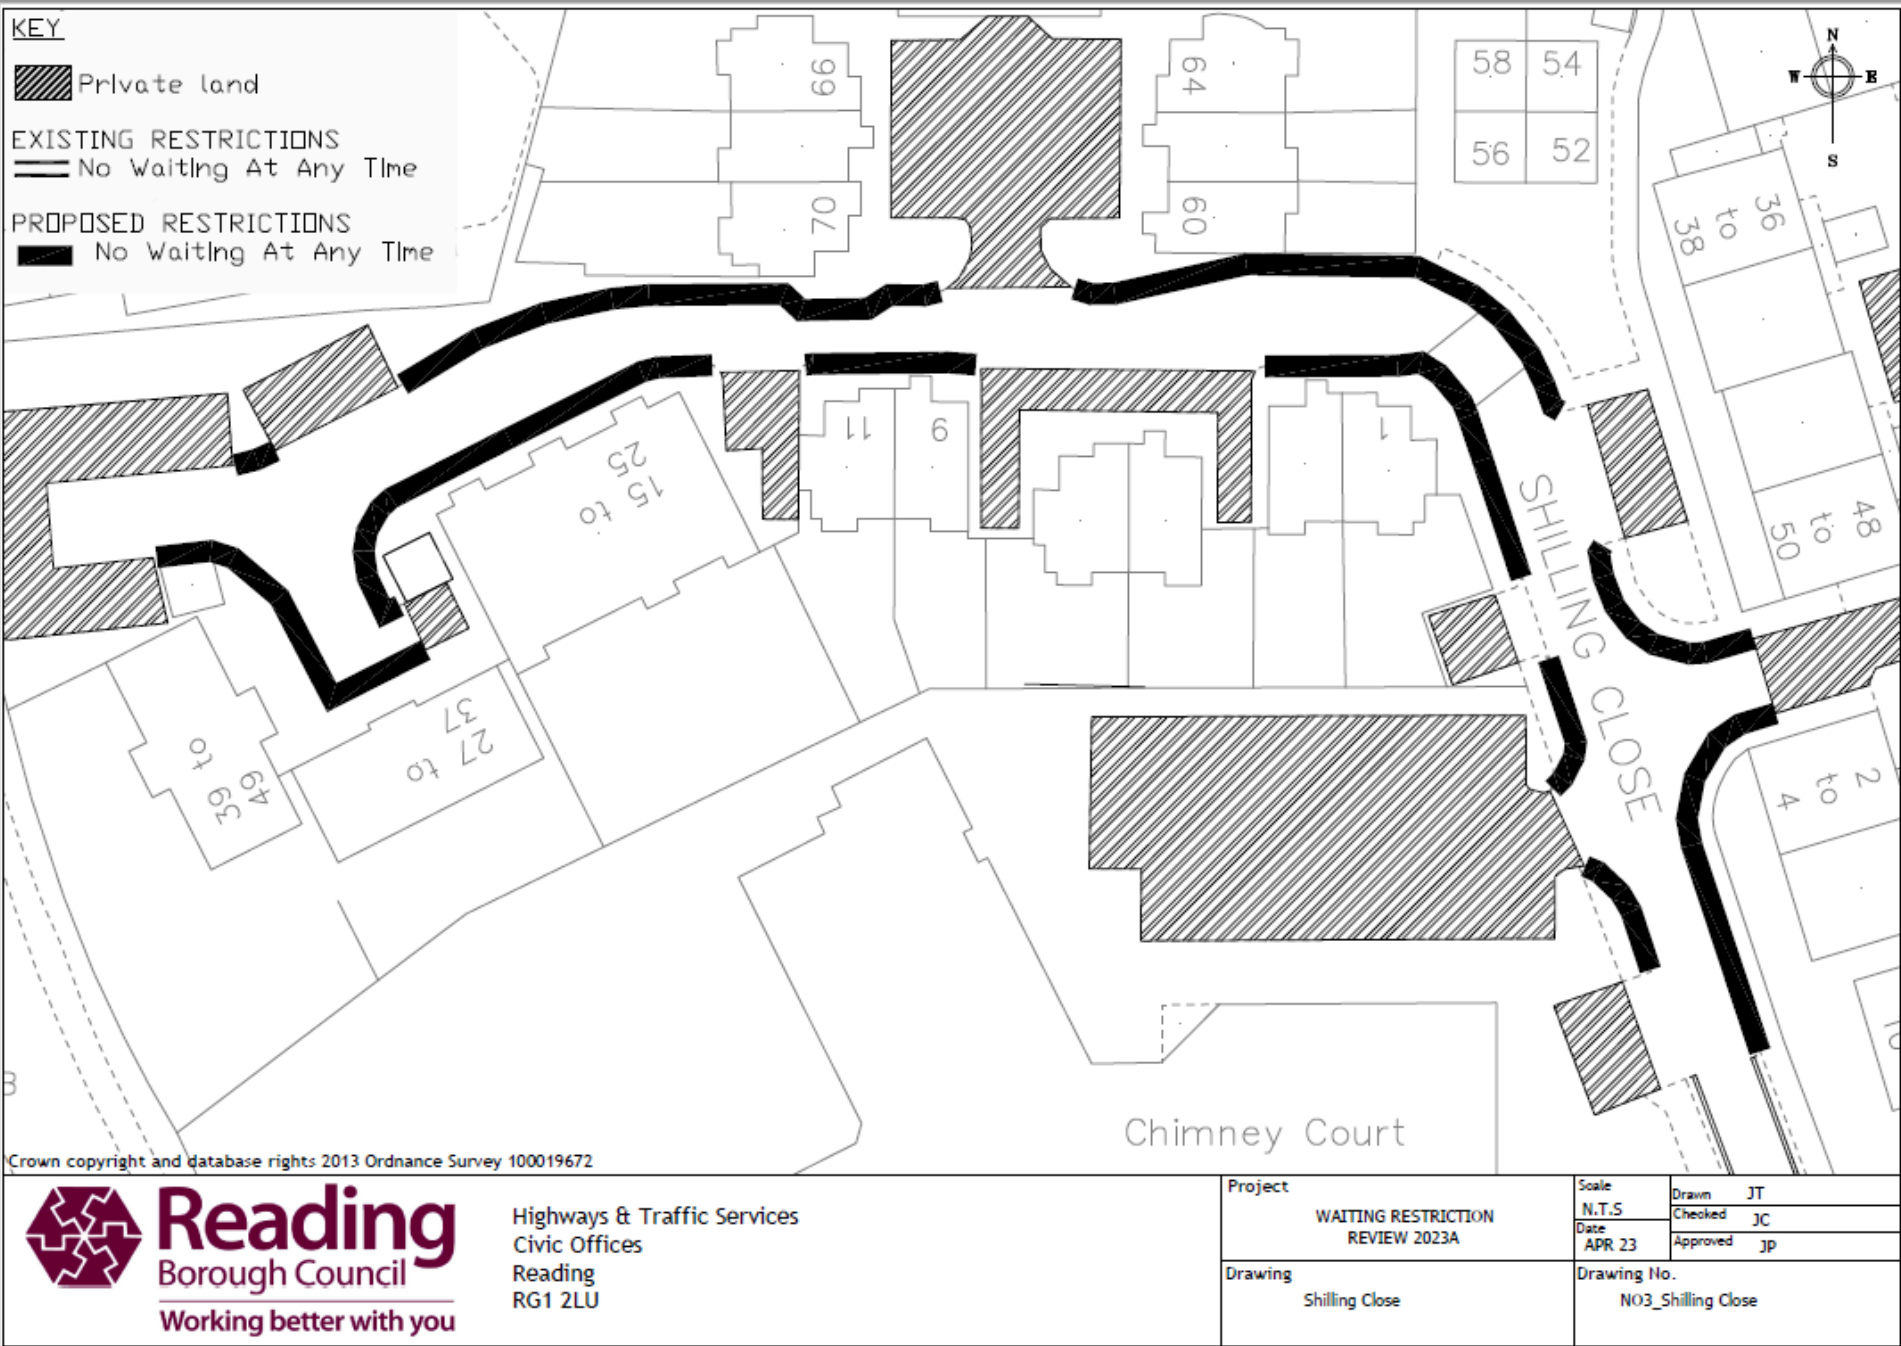 KEY
Private land
EXISTING RESTRICTIONS
No Waiting At Any Time
PROPOSED RESTRICTIONS
No Waiting At Any Time
N
W
E
S
66
64
58
54
56
52
70
60
36
to
38
48
to
50
11
9
1
15 to
25
27 to
37
39 to
49
SHILLING CLOSE
2
to
4
Chimney Court
Crown copyright and database rights 2013 Ordnance Survey 100019672
Reading
Borough Council
Working better with you
Highways & Traffic Services
Civic Offices
Reading
RG1 2LU
Project
WAITING RESTRICTION
REVIEW 2023A
Drawing
Shilling Close
Scale
N.T.S
Date
APR 23
Drawn JT
Checked JC
Approved JP
Drawing No.
NO3_Shilling Close